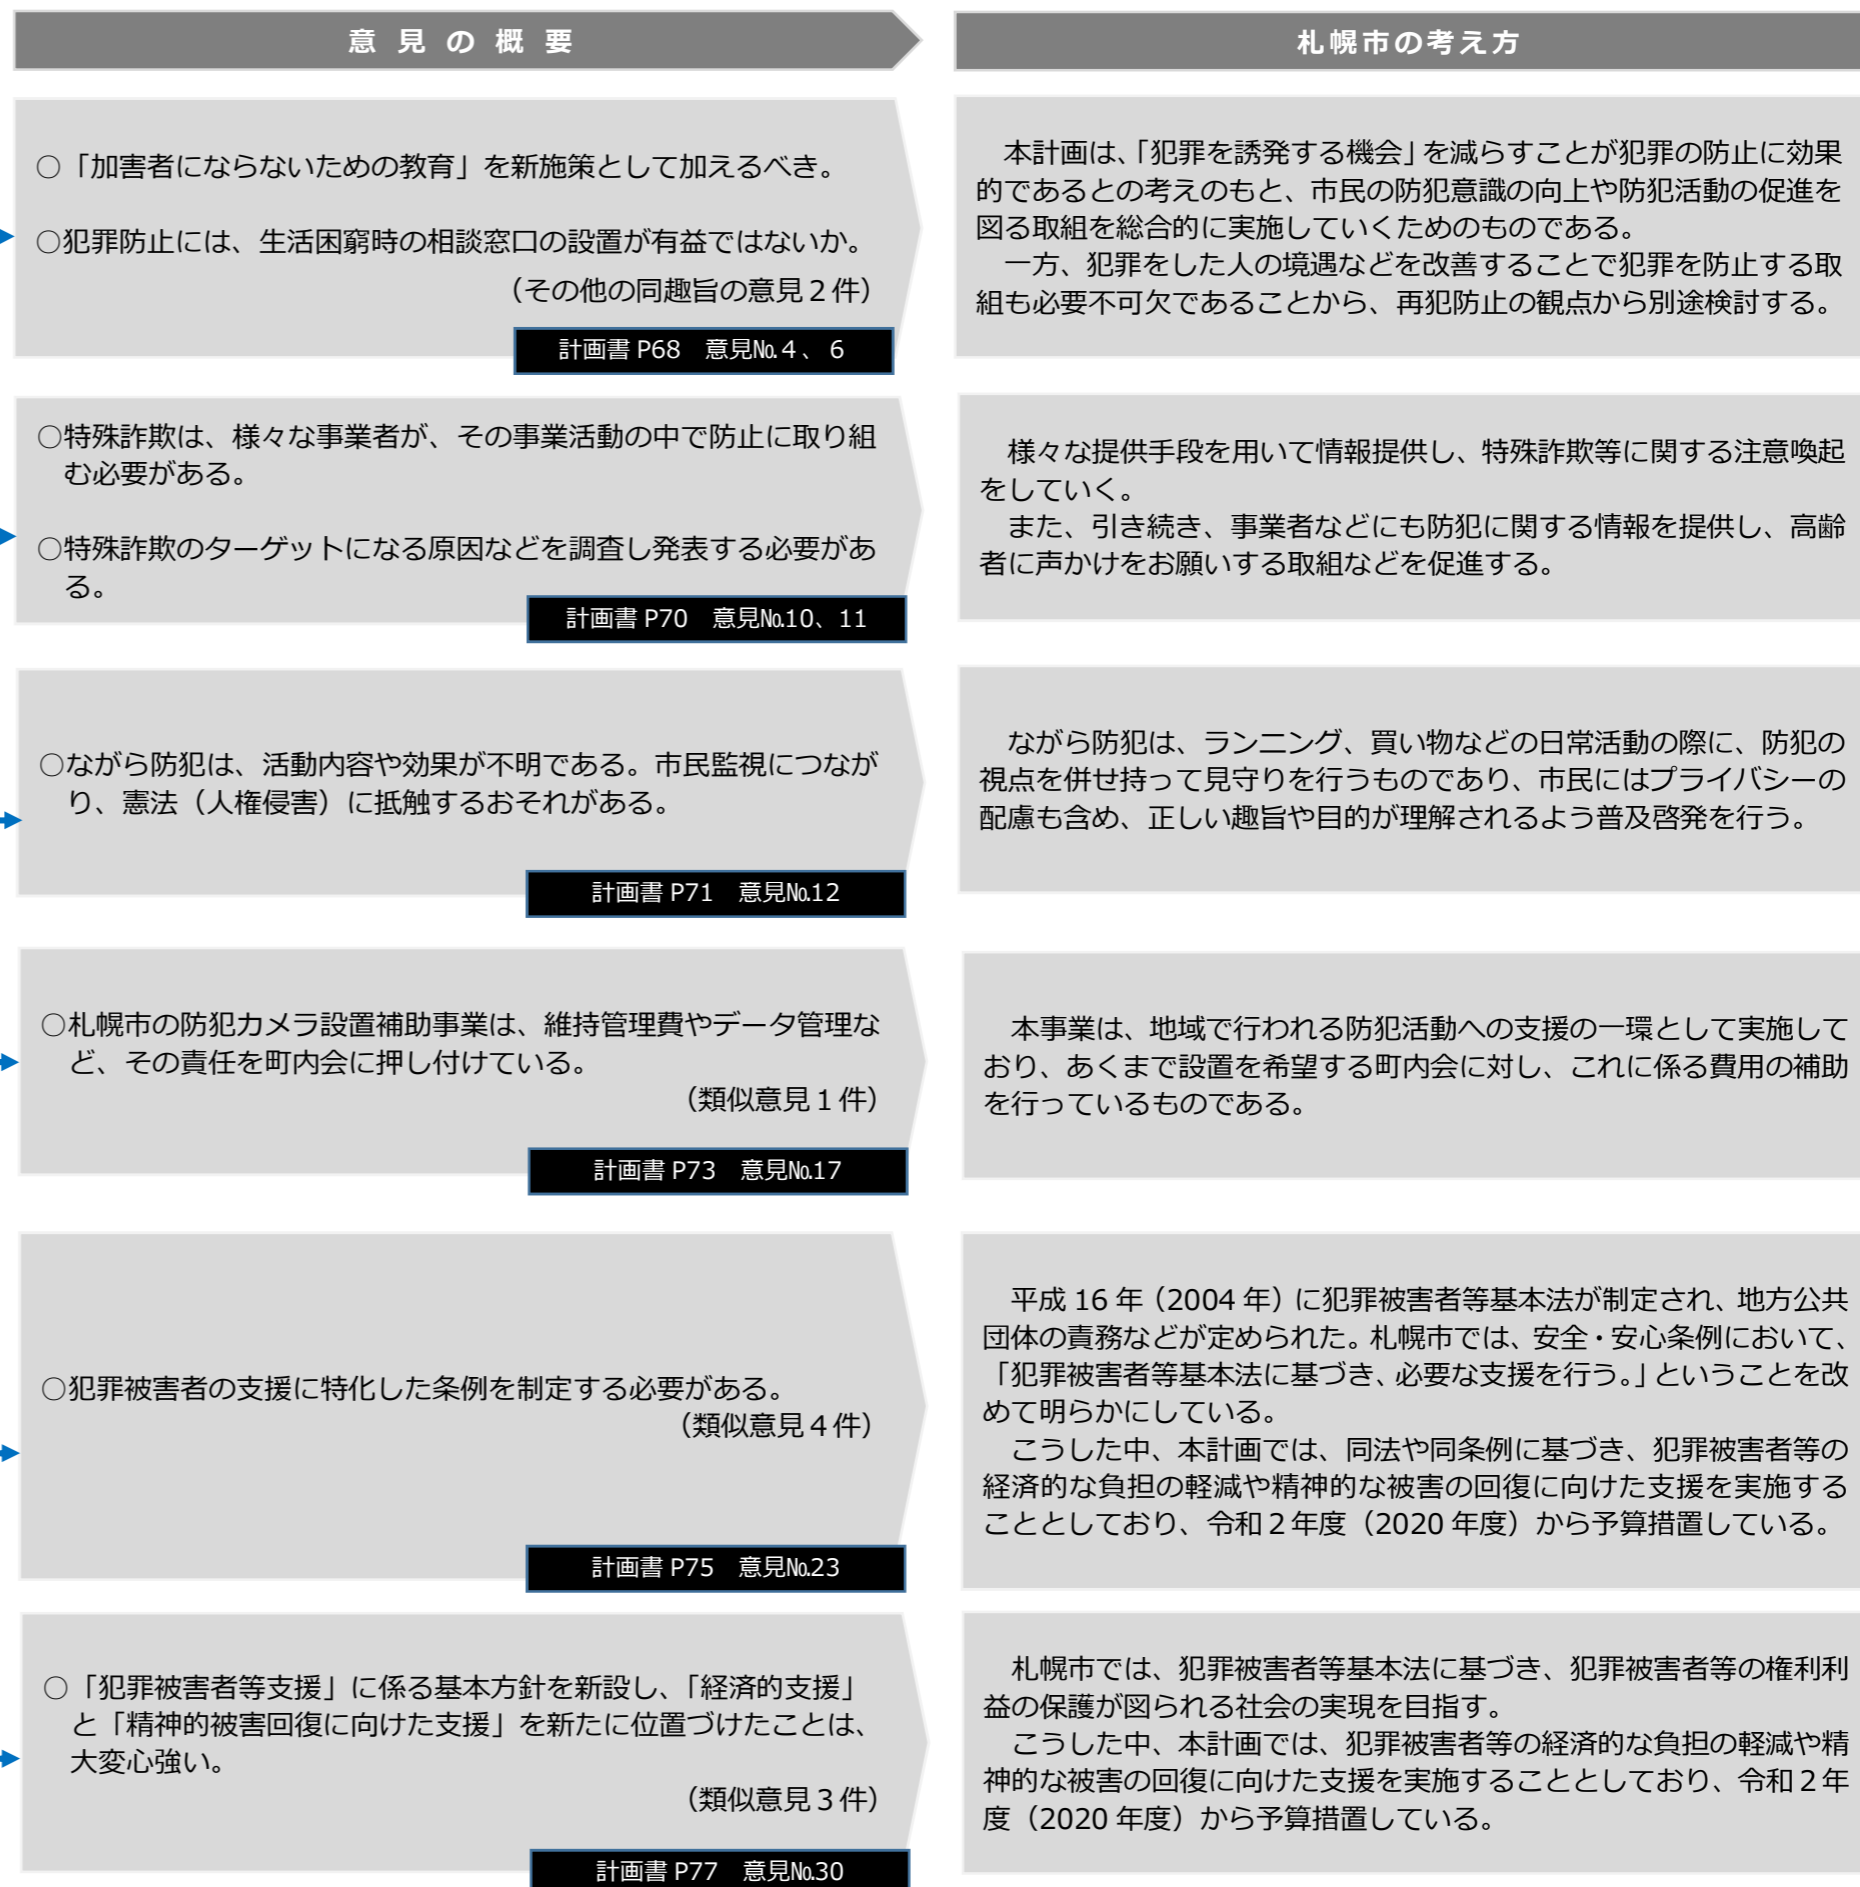 意見の概要
札幌市の考え方
○「加害者にならないための教育」を新施策として加えるべき。
○犯罪防止には、生活困窮時の相談窓口の設置が有益ではないか。
（その他の同趣旨の意見２件）
計画書 P68　意見№４、６
本計画は、「犯罪を誘発する機会」を減らすことが犯罪の防止に効果
的であるとの考えのもと、市民の防犯意識の向上や防犯活動の促進を
図る取組を総合的に実施していくためのものである。
一方、犯罪をした人の境遇などを改善することで犯罪を防止する取
組も必要不可欠であることから、再犯防止の観点から別途検討する。
○特殊詐欺は、様々な事業者が、その事業活動の中で防止に取り組
む必要がある。
○特殊詐欺のターゲットになる原因などを調査し発表する必要があ
る。
計画書 P70　意見№10、11
様々な提供手段を用いて情報提供し、特殊詐欺等に関する注意喚起
をしていく。
また、引き続き、事業者などにも防犯に関する情報を提供し、高齢
者に声かけをお願いする取組などを促進する。
○ながら防犯は、活動内容や効果が不明である。市民監視につなが
り、憲法（人権侵害）に抵触するおそれがある。
計画書 P71　意見№12
ながら防犯は、ランニング、買い物などの日常活動の際に、防犯の
視点を併せ持って見守りを行うものであり、市民にはプライバシーの
配慮も含め、正しい趣旨や目的が理解されるよう普及啓発を行う。
○札幌市の防犯カメラ設置補助事業は、維持管理費やデータ管理な
ど、その責任を町内会に押し付けている。
（類似意見１件）
計画書 P73　意見№17
本事業は、地域で行われる防犯活動への支援の一環として実施して
おり、あくまで設置を希望する町内会に対し、これに係る費用の補助
を行っているものである。
○犯罪被害者の支援に特化した条例を制定する必要がある。
（類似意見４件）
計画書 P75　意見№23
平成 16 年（2004 年）に犯罪被害者等基本法が制定され、地方公共
団体の責務などが定められた。札幌市では、安全・安心条例において、
「犯罪被害者等基本法に基づき、必要な支援を行う。」ということを改
めて明らかにしている。
こうした中、本計画では、同法や同条例に基づき、犯罪被害者等の
経済的な負担の軽減や精神的な被害の回復に向けた支援を実施する
こととしており、令和２年度（2020 年度）から予算措置している。
○「犯罪被害者等支援」に係る基本方針を新設し、「経済的支援」
と「精神的被害回復に向けた支援」を新たに位置づけたことは、
大変心強い。
（類似意見３件）
計画書 P77　意見№30
札幌市では、犯罪被害者等基本法に基づき、犯罪被害者等の権利利
益の保護が図られる社会の実現を目指す。
こうした中、本計画では、犯罪被害者等の経済的な負担の軽減や精
神的な被害の回復に向けた支援を実施することとしており、令和２年
度（2020 年度）から予算措置している。